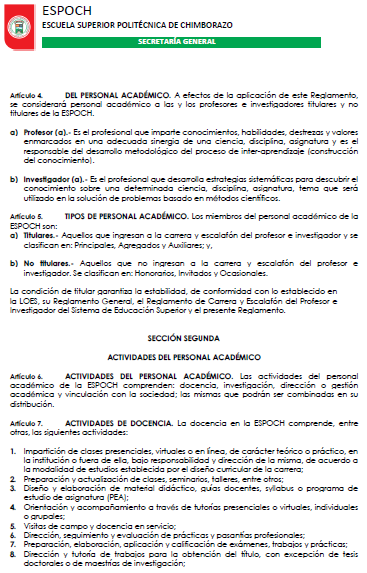 ESPOCH
ESCUELA SUPERIOR POLITÉCNICA DE CHIMBORAZO
SECRETARÍA GENERAL
Artículo 4. DEL PERSONAL ACADÉMICO. A efectos de la aplicación de este Reglamento,
se considerará personal académico a las y los profesores e investigadores titulares y no
titulares de la ESPOCH.
a) Profesor (a).- Es el profesional que imparte conocimientos, habilidades, destrezas y valores
enmarcados en una adecuada sinergia de una ciencia, disciplina, asignatura y es el
responsable del desarrollo metodológico del proceso de inter-aprendizaje (construcción
del conocimiento).
b) Investigador (a).- Es el profesional que desarrolla estrategias sistemáticas para descubrir el
conocimiento sobre una determinada ciencia, disciplina, asignatura, tema que será
utilizado en la solución de problemas basado en métodos científicos.
Artículo 5. TIPOS DE PERSONAL ACADÉMICO. Los miembros del personal académico de la
ESPOCH son:
a) Titulares.- Aquellos que ingresan a la carrera y escalafón del profesor e investigador y se
clasifican en: Principales, Agregados y Auxiliares; y,
b) No titulares.- Aquellos que no ingresan a la carrera y escalafón del profesor e
investigador. Se clasifican en: Honorarios, Invitados y Ocasionales.
La condición de titular garantiza la estabilidad, de conformidad con lo establecido en
la LOES, su Reglamento General, el Reglamento de Carrera y Escalafón del Profesor e
Investigador del Sistema de Educación Superior y el presente Reglamento.
SECCIÓN SEGUNDA
ACTIVIDADES DEL PERSONAL ACADÉMICO
Artículo 6. ACTIVIDADES DEL PERSONAL ACADÉMICO. Las actividades del personal
académico de la ESPOCH comprenden: docencia, investigación, dirección o gestión
académica y vinculación con la sociedad; las mismas que podrán ser combinadas en su
distribución.
Artículo 7. ACTIVIDADES DE DOCENCIA. La docencia en la ESPOCH comprende, entre
otras, las siguientes actividades:
1. Impartición de clases presenciales, virtuales o en línea, de carácter teórico o práctico, en
la institución o fuera de ella, bajo responsabilidad y dirección de la misma, de acuerdo a
la modalidad de estudios establecida por el diseño curricular de la carrera;
2. Preparación y actualización de clases, seminarios, talleres, entre otros;
3. Diseño y elaboración de material didáctico, guías docentes, syllabus o programa de
estudio de asignatura (PEA);
4. Orientación y acompañamiento a través de tutorías presenciales o virtuales, individuales
o grupales;
5. Visitas de campo y docencia en servicio;
6. Dirección, seguimiento y evaluación de prácticas y pasantías profesionales;
7. Preparación, elaboración, aplicación y calificación de exámenes, trabajos y prácticas;
8. Dirección y tutoría de trabajos para la obtención del título, con excepción de tesis
doctorales o de maestrías de investigación;